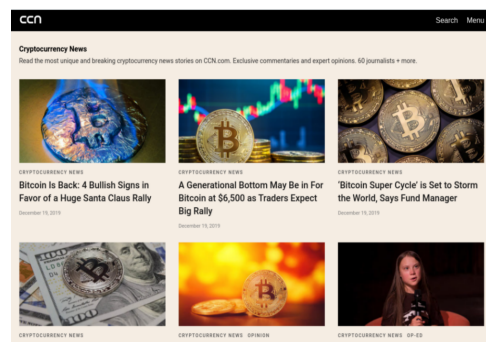 ccn
Search Menu
Cryptocurrency News
Read the most unique and breaking cryptocurrency news stories on CCN.com. Exclusive commentaries and expert opinions. 60 journalists + more.
CRYPTOCURRENCY NEWS
Bitcoin Is Back: 4 Bullish Signs in
Favor of a Huge Santa Claus Rally
December 19, 2019
CRYPTOCURRENCY NEWS
A Generational Bottom May be in For
Bitcoin at $6,500 as Traders Expect
Big Rally
December 19, 2019
CRYPTOCURRENCY NEWS
‘Bitcoin Super Cycle’ is Set to Storm
the World, Says Fund Manager
December 19, 2019
CRYPTOCURRENCY NEWS
CRYPTOCURRENCY NEWS OPINION
CRYPTOCURRENCY NEWS OP-ED